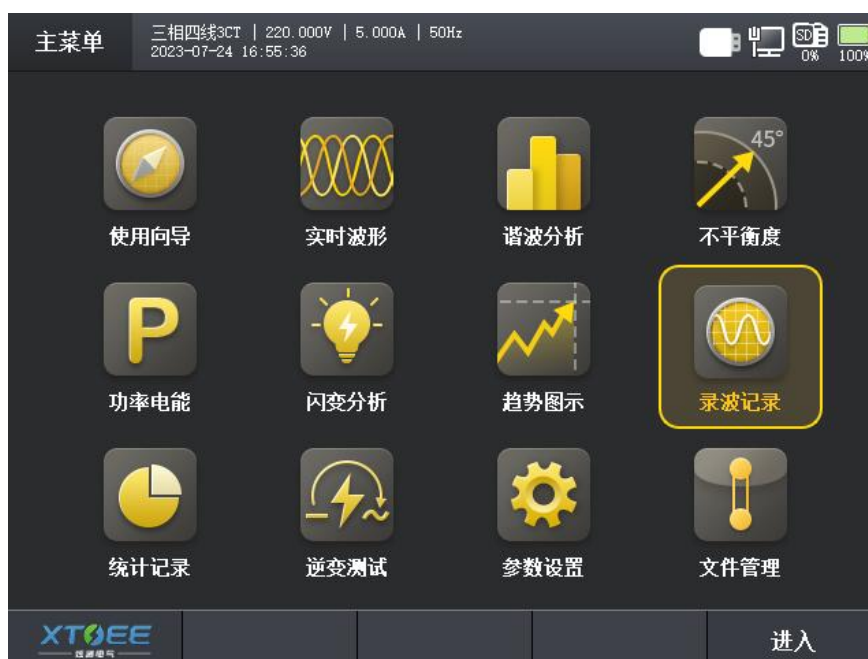 主菜单
三相四线3CT | 220.000V | 5.000A | 50Hz
2023-07-24 16:55:36
SD
0%
100%
45°
使用向导
实时波形
谐波分析
不平衡度
P
功率电能
闪变分析
趋势图示
录波记录
统计记录
逆变测试
参数设置
文件管理
XTOEE
进入